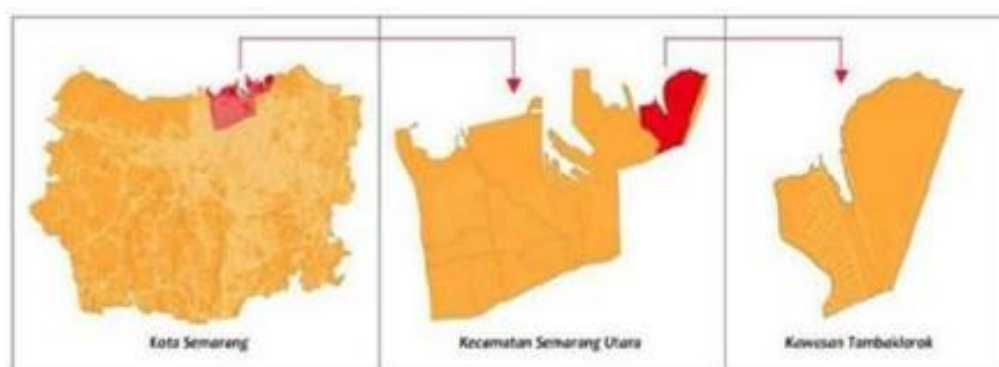 Kota Semarang
Kecamatan Semarang Utara
Kawasan Tambaklorok